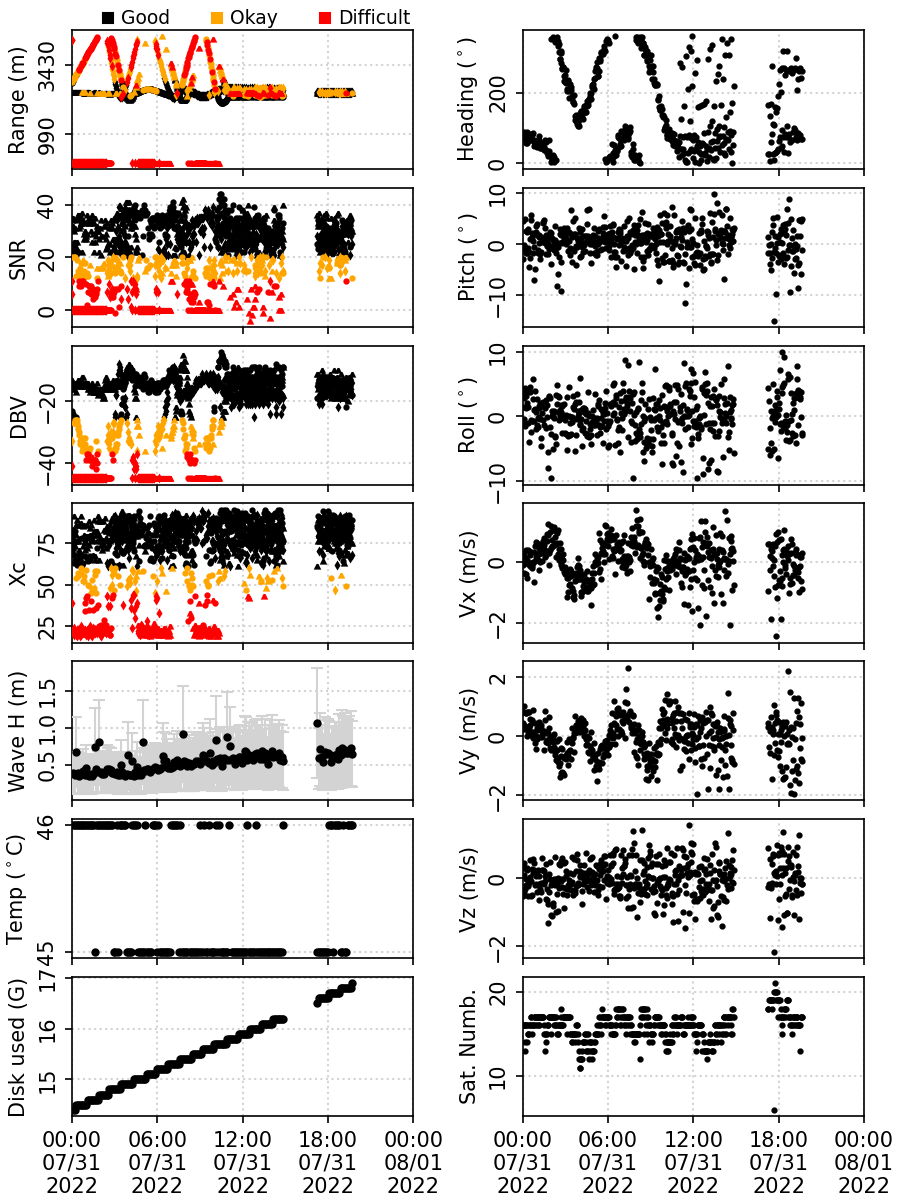 Good Okay Difficult
Range (m)
3430
990
Heading (°)
200
0
SNR
40
20
0
Pitch (°)
10
0
−10
DBV
−20
−40
Roll (°)
10
0
−10
Xc
75
50
25
Vx (m/s)
0
−2
Wave H (m)
1.5
1.0
0.5
Vy (m/s)
2
0
−2
Temp (°C)
46
45
Vz (m/s)
0
−2
Disk used (G)
17
16
15
Sat. Numb.
20
10
00:00 06:00 12:00 18:00 00:00
07/31 07/31 07/31 07/31 08/01
2022 2022 2022 2022 2022
00:00 06:00 12:00 18:00 00:00
07/31 07/31 07/31 07/31 08/01
2022 2022 2022 2022 2022